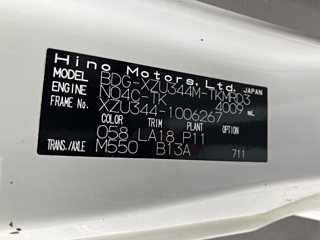 Hino Motors, Ltd. JAPAN
MODEL BDG-XZU344M-TKMRQ3
ENGINE N04C-TK 4009 mL
FRAME No. XZU344-1006267
COLOR TRIM PLANT OPTION
058 LA18 P11
TRANS./AXLE M550 B13A 711